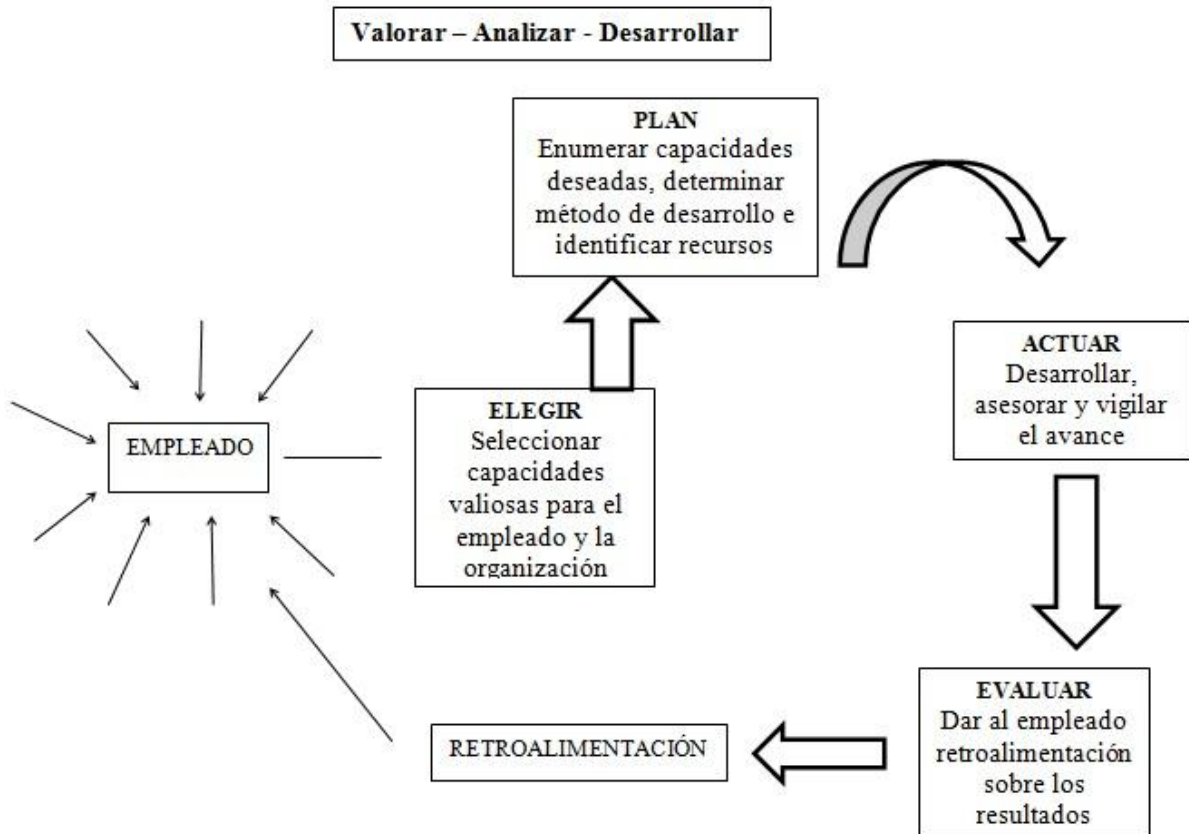 Valorar – Analizar - Desarrollar
PLAN
Enumerar capacidades
deseadas, determinar
método de desarrollo e
identificar recursos
ACTUAR
Desarrollar,
asesorar y vigilar
el avance
EMPLEADO
ELEGIR
Seleccionar
capacidades
valiosas para el
empleado y la
organización
EVALUAR
Dar al empleado
retroalimentación
sobre los
resultados
RETROALIMENTACIÓN